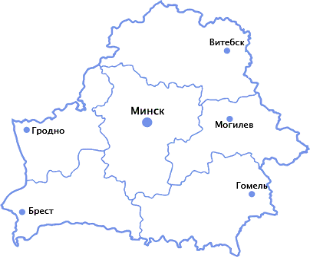 Витебск
Минск
Могилев
Гродно
Гомель
Брест